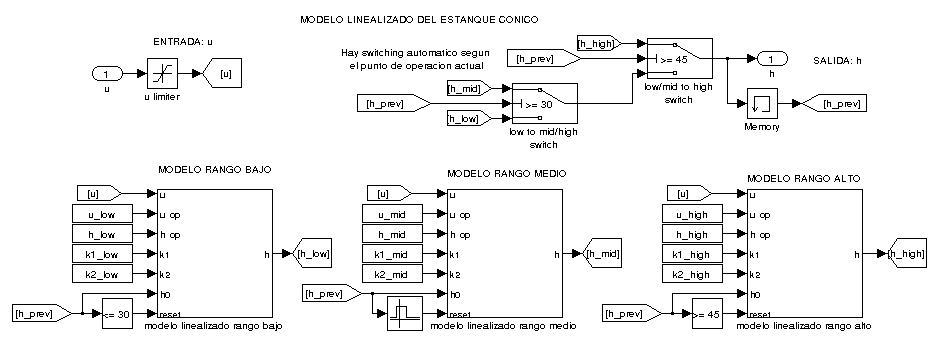 MODELO LINEALIZADO DEL ESTANQUE CONICO
ENTRADA: u
1
u
u limiter
[u]
Hay switching automatico segun
el punto de operacion actual
[h_high]
[h_prev]
>= 45
low/mid to high
switch
[h_mid]
[h_prev]
>= 30
[h_low]
low to mid/high
switch
1
h
SALIDA: h
Memory
[h_prev]
MODELO RANGO BAJO
[u]
u_low
h_low
k1_low
k2_low
[h_prev]
<= 30
u
u op
h op
k1
k2
h0
reset
h
[h_low]
modelo linealizado rango bajo
MODELO RANGO MEDIO
[u]
u_mid
h_mid
k1_mid
k2_mid
[h_prev]
u
u op
h op
k1
k2
h0
reset
h
[h_mid]
modelo linealizado rango medio
MODELO RANGO ALTO
[u]
u_high
h_high
k1_high
k2_high
[h_prev]
>= 45
u
u op
h op
k1
k2
h0
reset
h
[h_high]
modelo linealizado rango alto